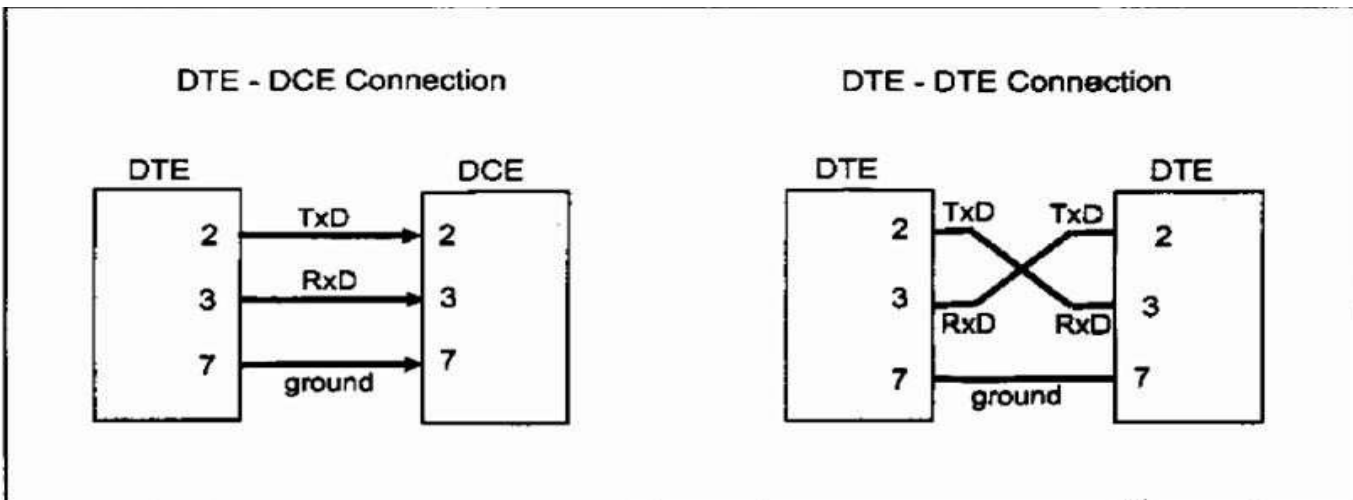 DTE - DCE Connection
DTE
DCE
2
TxD
2
3
RxD
3
7
ground
7
DTE - DTE Connection
DTE
DTE
2
TxD
TxD
2
3
RxD
RxD
3
7
ground
7